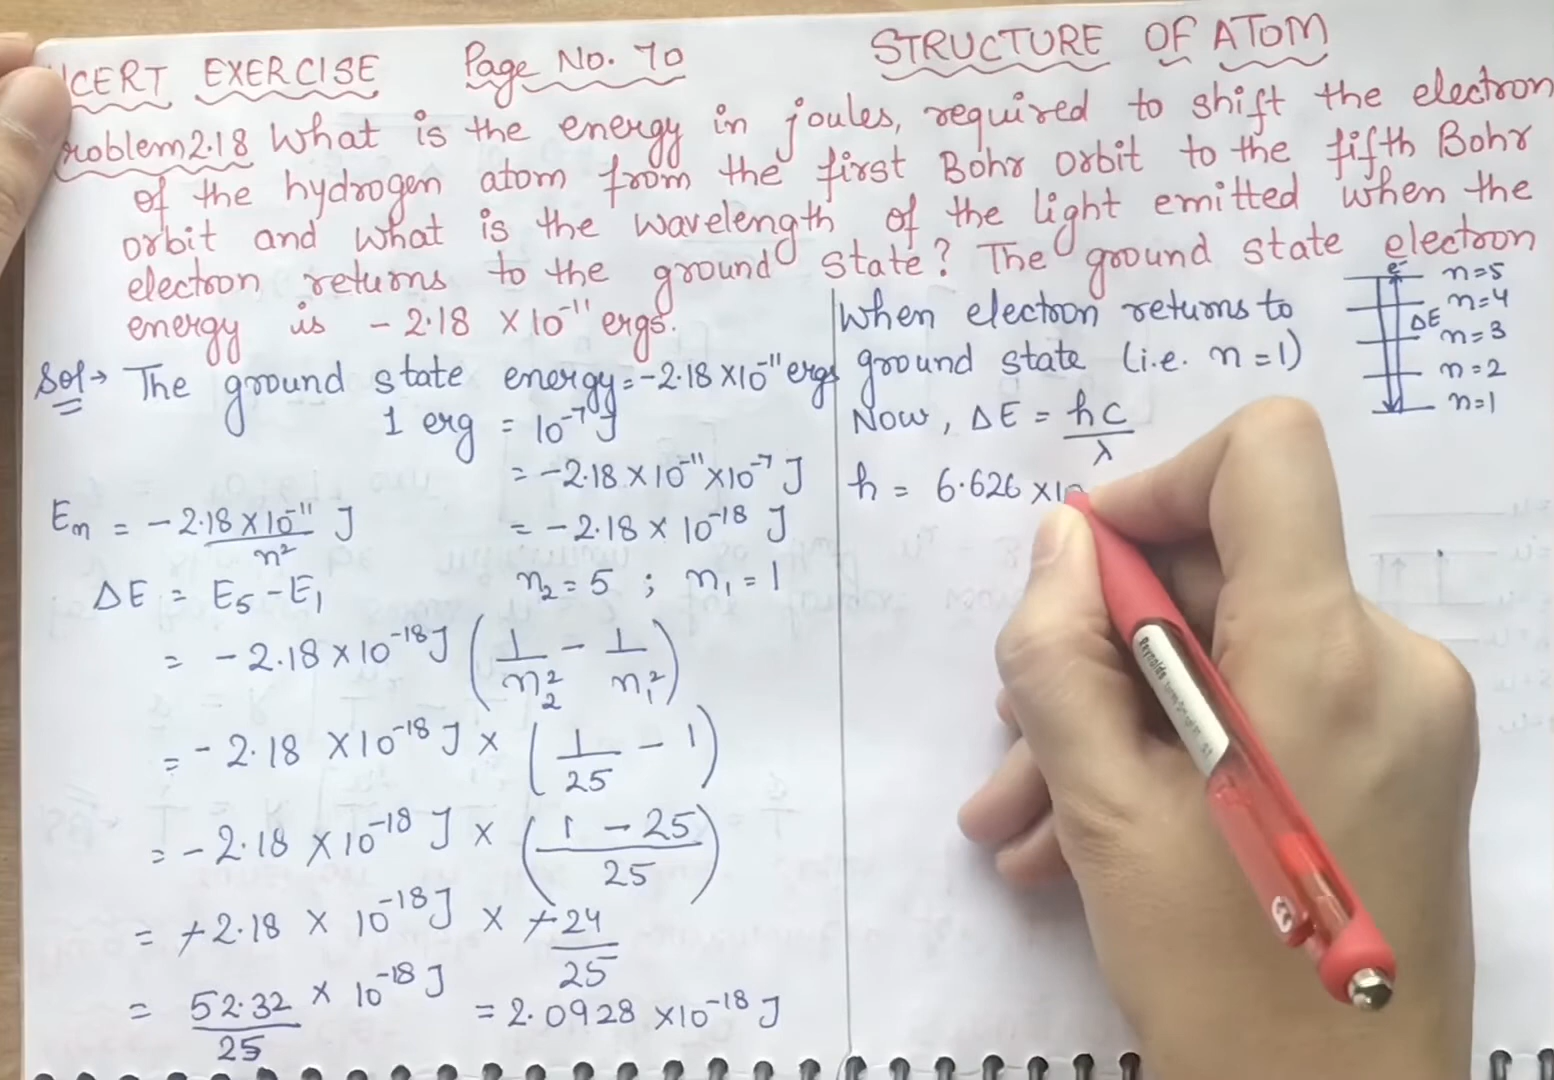 CERT EXERCISE Page No. 70 STRUCTURE OF ATOM
roblem 2.18 What is the energy in joules, required to shift the electron
of the hydrogen atom from the first Bohr orbit to the fifth Bohr
orbit and what is the wavelength of the light emitted when the
electron returns to the ground state? The ground state electron
energy is - 2.18 × 10⁻¹¹ ergs.
Sol→ The ground state energy = -2.18 × 10⁻¹¹ ergs
1 erg = 10⁻⁷ J
= -2.18 × 10⁻¹¹ × 10⁻⁷ J
Eₙ = -2.18 × 10⁻¹¹/n² J
= -2.18 × 10⁻¹⁸ J
ΔE = E₅ - E₁
n₂ = 5 ; n₁ = 1
= -2.18 × 10⁻¹⁸ J (1/n₂² - 1/n₁²)
= -2.18 × 10⁻¹⁸ J × (1/25 - 1)
= -2.18 × 10⁻¹⁸ J × (1 - 25/25)
= +2.18 × 10⁻¹⁸ J × +24/25
= 52.32/25 × 10⁻¹⁸ J = 2.0928 × 10⁻¹⁸ J
When electron returns to
ground state (i.e. n = 1)
Now, ΔE = hc/λ
h = 6.626 × 10
e⁻ n=5
n=4
ΔE n=3
n=2
n=1
Reynolds